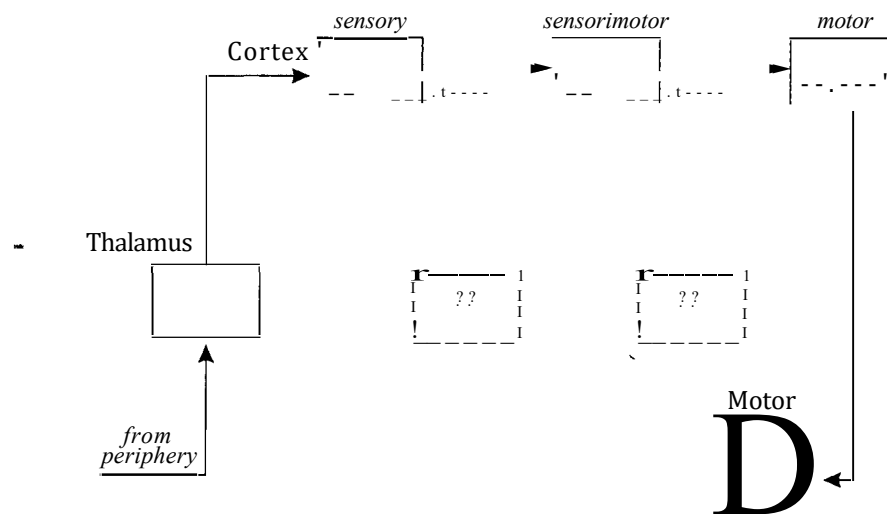 sensory
sensorimotor
motor
Cortex
Thalamus
? ?
? ?
Motor
D
from
periphery